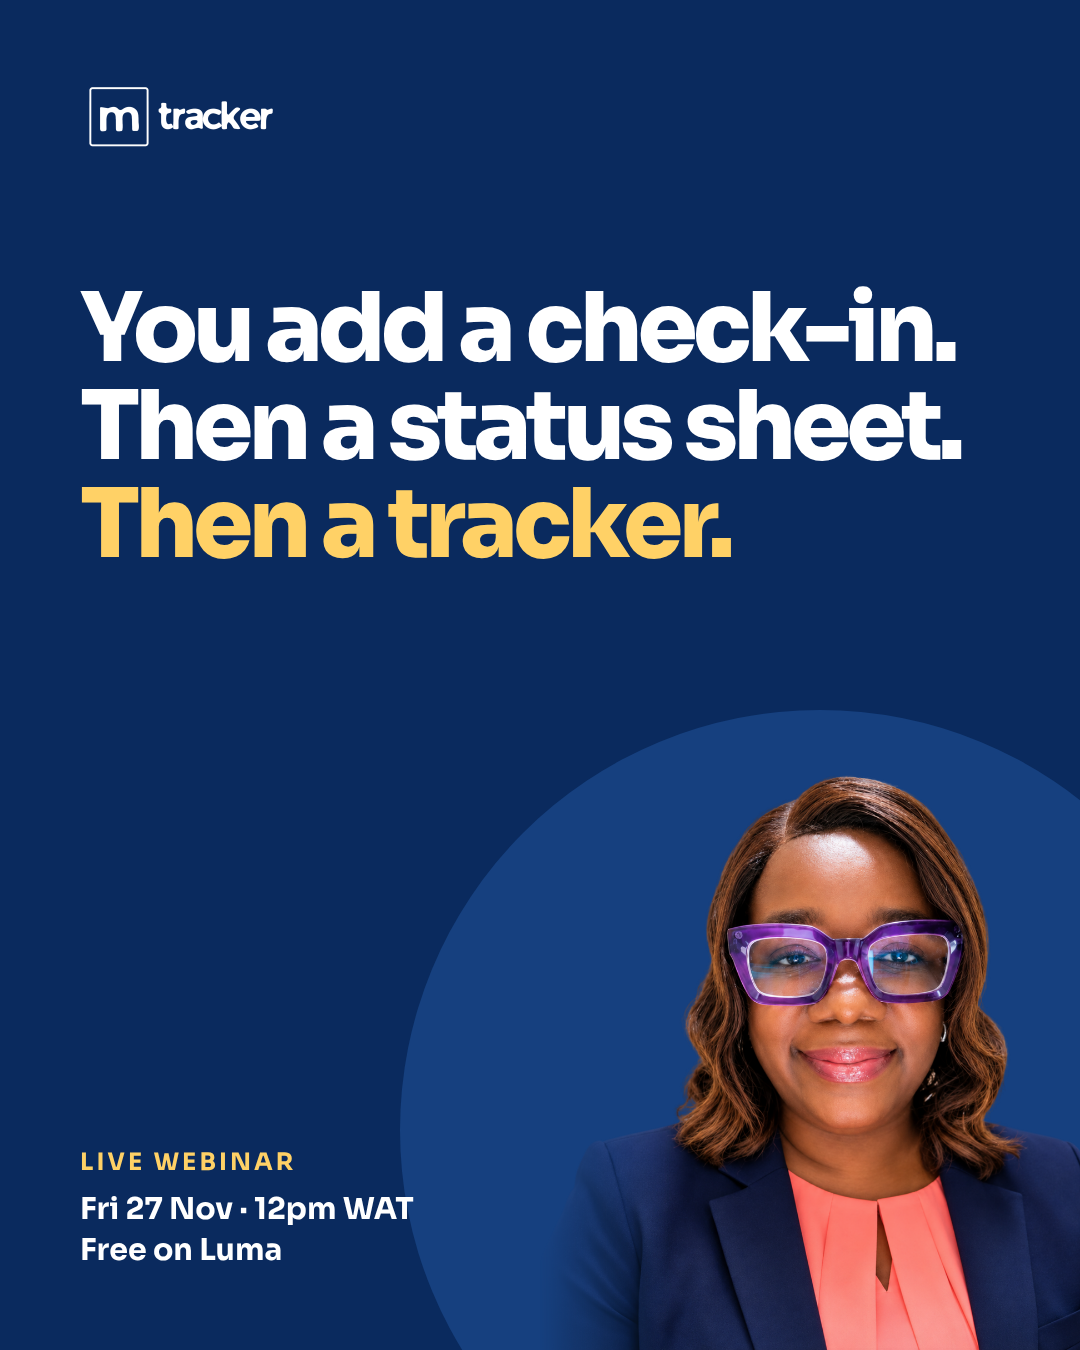 m tracker
You add a check-in.
Then a status sheet.
Then a tracker.
LIVE WEBINAR
Fri 27 Nov · 12pm WAT
Free on Luma